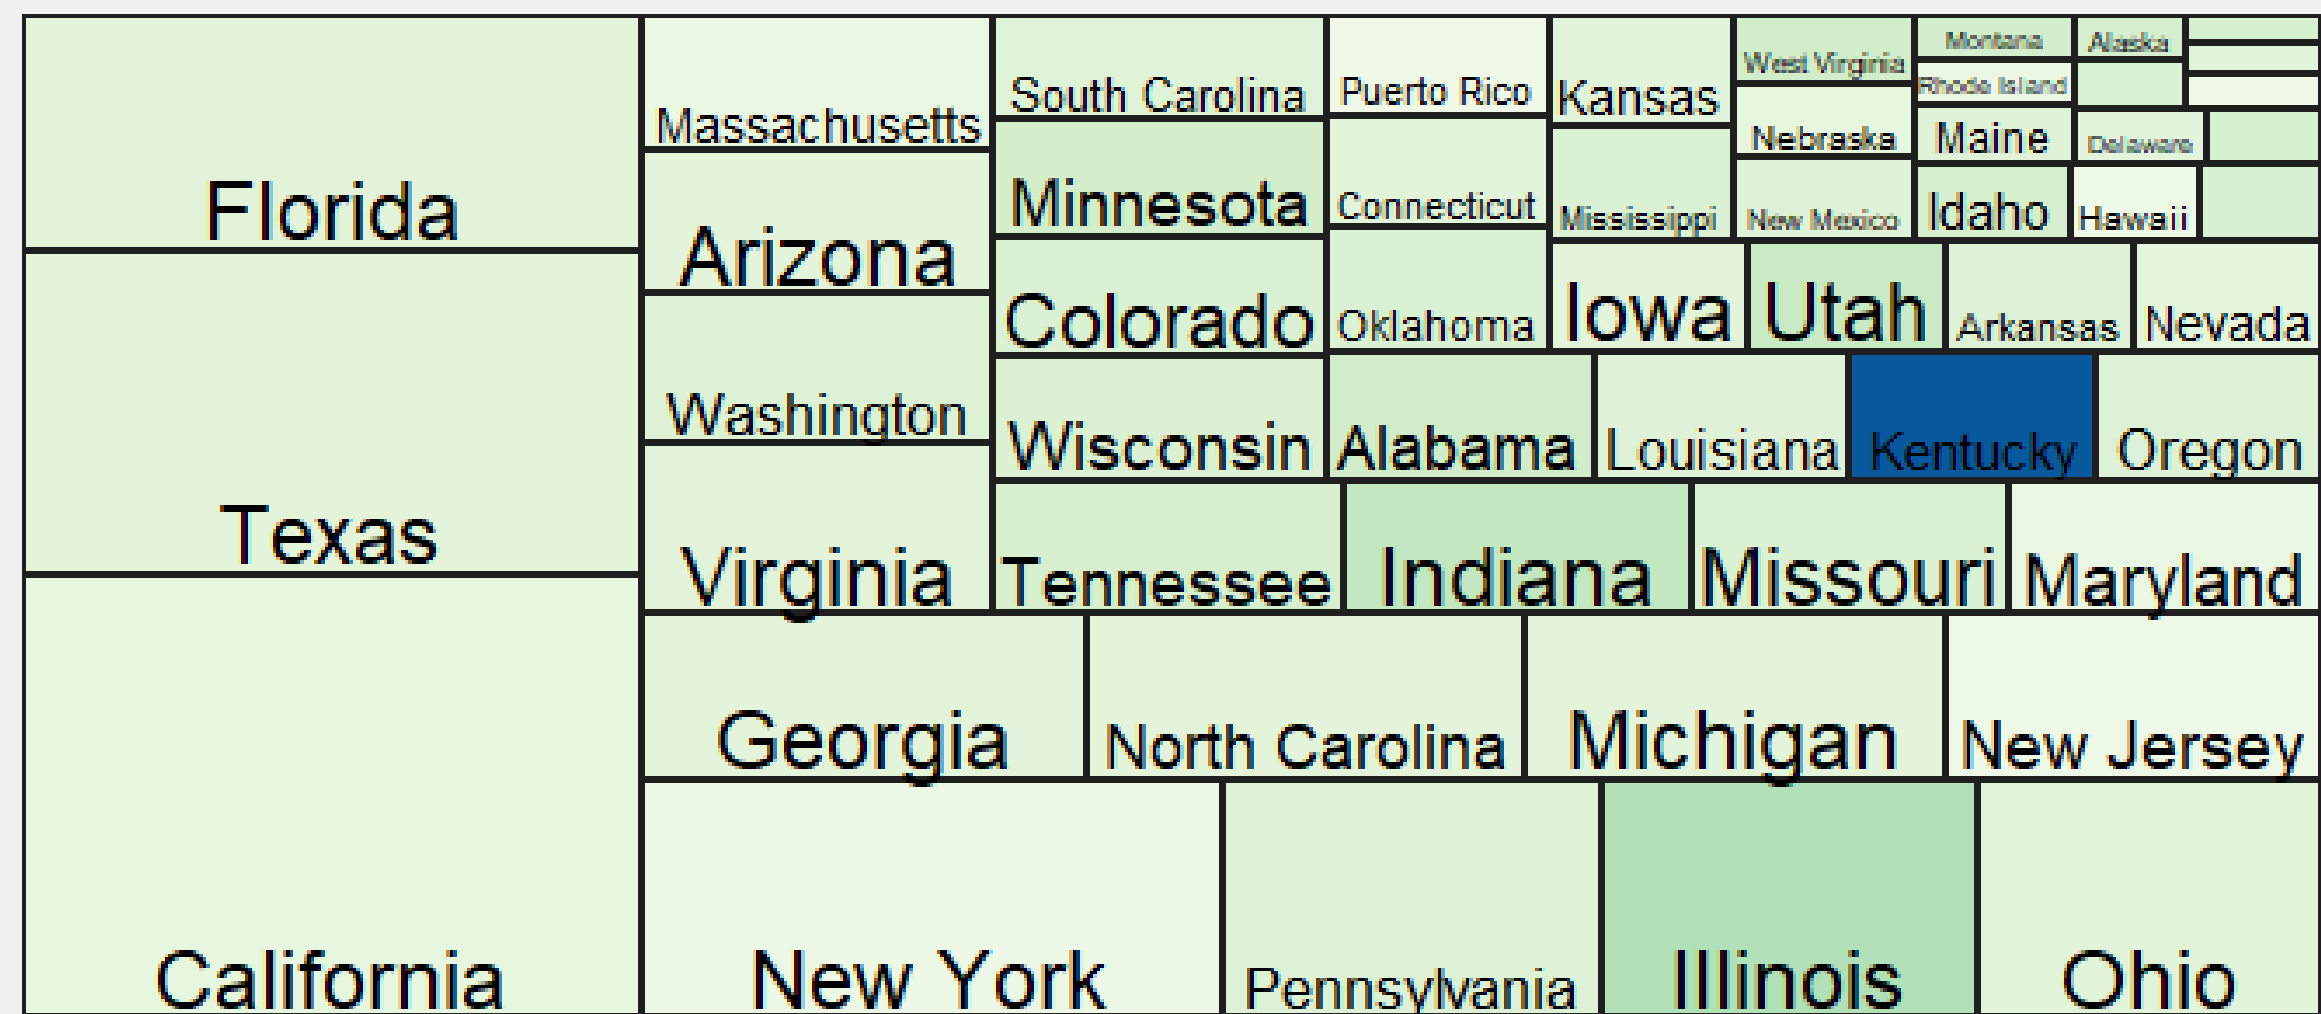 Florida
Texas
California
Massachusetts
Arizona
Washington
Virginia
South Carolina
Minnesota
Colorado
Wisconsin
Tennessee
Indiana
Missouri
Maryland
Puerto Rico
Connecticut
Oklahoma
Kansas
Mississippi
West Virginia
Nebraska
New Mexico
Montana
Rhode Island
Maine
Idaho
Alaska
Delaware
Hawaii
Iowa
Utah
Arkansas
Nevada
Alabama
Louisiana
Kentucky
Oregon
Georgia
North Carolina
Michigan
New Jersey
New York
Pennsylvania
Illinois
Ohio